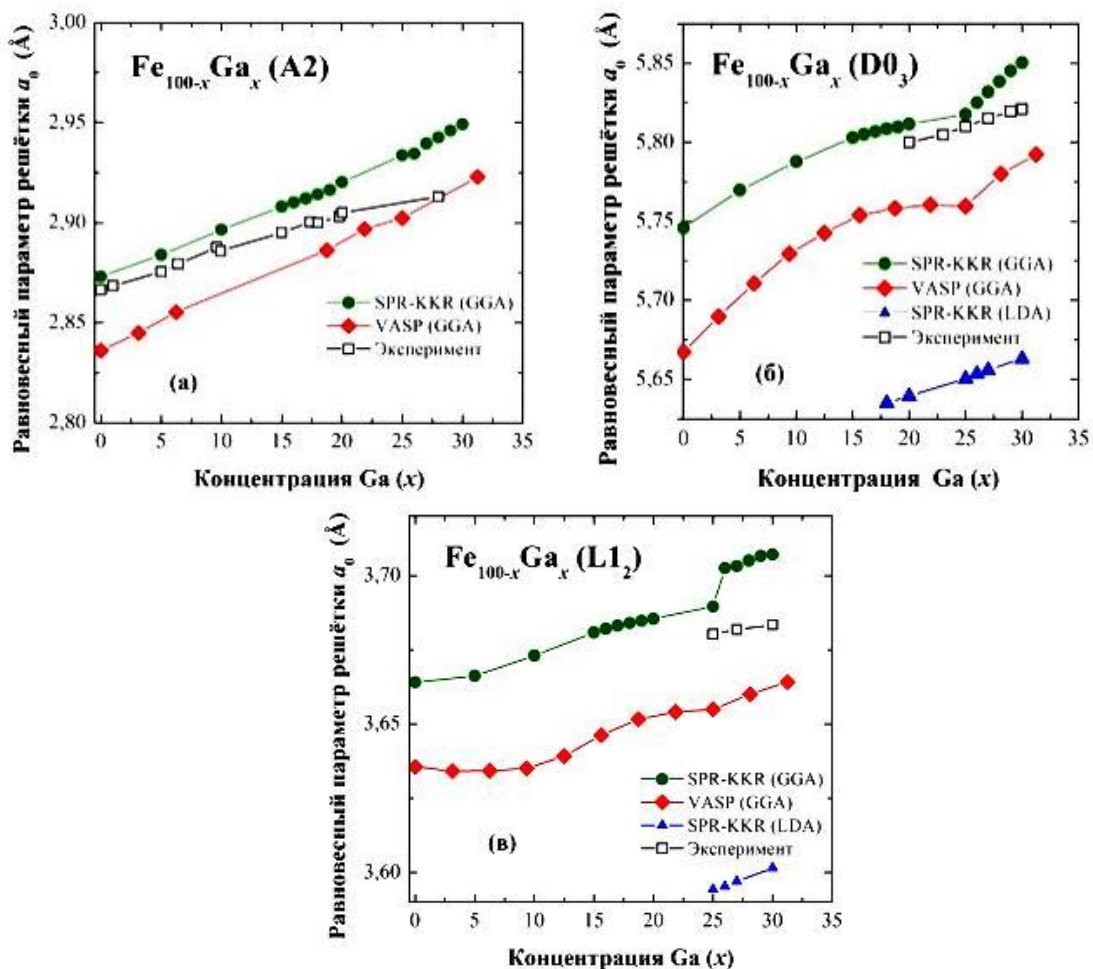 Равновесный параметр решётки a₀ (Å)
3,00
2,95
2,90
2,85
2,80
Fe₁₀₀₋ₓGaₓ (A2)
SPR-KKR (GGA)
VASP (GGA)
Эксперимент
(а)
0 5 10 15 20 25 30 35
Концентрация Ga (x)
Равновесный параметр решётки a₀ (Å)
5,85
5,80
5,75
5,70
5,65
Fe₁₀₀₋ₓGaₓ (D0₃)
SPR-KKR (GGA)
VASP (GGA)
SPR-KKR (LDA)
Эксперимент
(б)
0 5 10 15 20 25 30 35
Концентрация Ga (x)
Равновесный параметр решётки a₀ (Å)
3,70
3,65
3,60
Fe₁₀₀₋ₓGaₓ (L1₂)
SPR-KKR (GGA)
VASP (GGA)
SPR-KKR (LDA)
Эксперимент
(в)
0 5 10 15 20 25 30 35
Концентрация Ga (x)